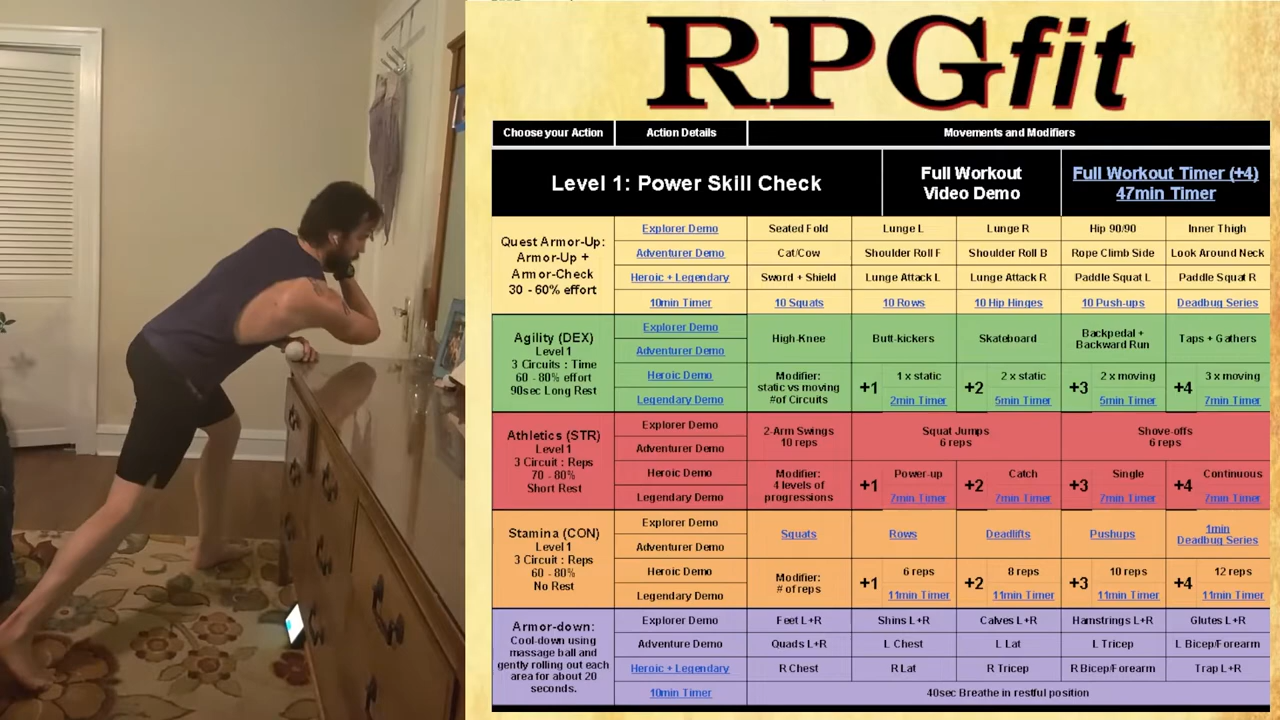 RPGfit
Choose your Action Action Details Movements and Modifiers
Level 1: Power Skill Check
Full Workout
Video Demo
Full Workout Timer (+4)
47min Timer
Quest Armor-Up:
Armor-Up +
Armor-Check
30 - 60% effort
Explorer Demo Seated Fold Lunge L Lunge R Hip 90/90 Inner Thigh
Adventurer Demo Cat/Cow Shoulder Roll F Shoulder Roll B Rope Climb Side Look Around Neck
Heroic + Legendary Sword + Shield Lunge Attack L Lunge Attack R Paddle Squat L Paddle Squat R
10min Timer 10 Squats 10 Rows 10 Hip Hinges 10 Push-ups Deadbug Series
Agility (DEX)
Level 1
3 Circuits : Time
60 - 80% effort
90sec Long Rest
Explorer Demo
Adventurer Demo
High-Knee Butt-kickers Skateboard
Backpedal +
Backward Run
Taps + Gathers
Heroic Demo
Legendary Demo
Modifier:
static vs moving
#of Circuits
+1 1 x static
2min Timer
+2 2 x static
5min Timer
+3 2 x moving
5min Timer
+4 3 x moving
7min Timer
Athletics (STR)
Level 1
3 Circuit : Reps
70 - 80%
Short Rest
Explorer Demo
Adventurer Demo
2-Arm Swings
10 reps
Squat Jumps
6 reps
Shove-offs
6 reps
Heroic Demo
Legendary Demo
Modifier:
4 levels of
progressions
+1 Power-up
7min Timer
+2 Catch
7min Timer
+3 Single
7min Timer
+4 Continuous
7min Timer
Stamina (CON)
Level 1
3 Circuit : Reps
60 - 80%
No Rest
Explorer Demo
Adventurer Demo
Squats Rows Deadlifts Pushups
1min
Deadbug Series
Heroic Demo
Legendary Demo
Modifier:
# of reps
+1 6 reps
11min Timer
+2 8 reps
11min Timer
+3 10 reps
11min Timer
+4 12 reps
11min Timer
Armor-down:
Cool-down using
massage ball and
gently rolling out each
area for about 20
seconds.
Explorer Demo Feet L+R Shins L+R Calves L+R Hamstrings L+R Glutes L+R
Adventure Demo Quads L+R L Chest L Lat L Tricep L Bicep/Forearm
Heroic + Legendary R Chest R Lat R Tricep R Bicep/Forearm Trap L+R
10min Timer 40sec Breathe in restful position